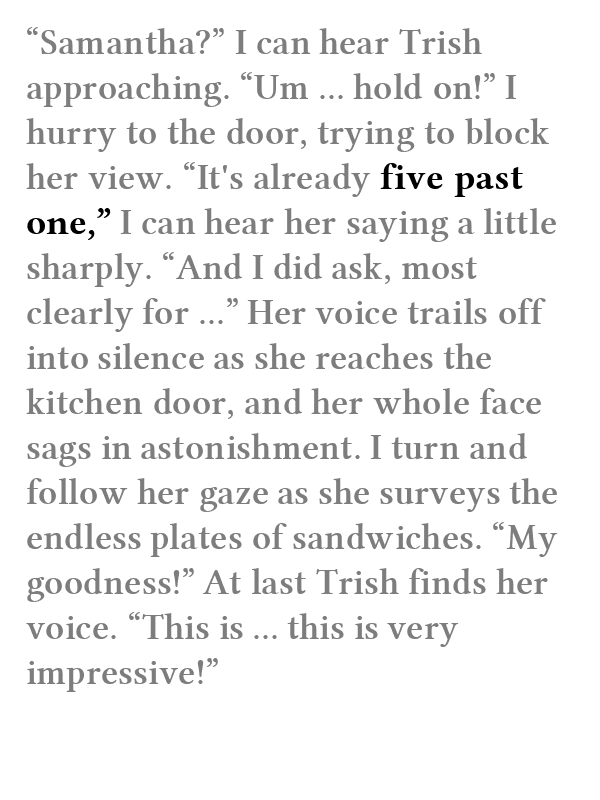 “Samantha?” I can hear Trish
approaching. “Um ... hold on!” I
hurry to the door, trying to block
her view. “It's already five past
one,” I can hear her saying a little
sharply. “And I did ask, most
clearly for ...” Her voice trails off
into silence as she reaches the
kitchen door, and her whole face
sags in astonishment. I turn and
follow her gaze as she surveys the
endless plates of sandwiches. “My
goodness!” At last Trish finds her
voice. “This is ... this is very
impressive!”